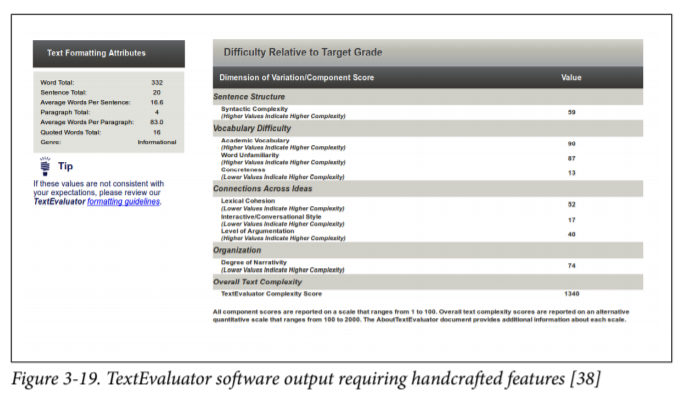 Text Formatting Attributes
Word Total: 332
Sentence Total: 20
Average Words Per Sentence: 16.6
Paragraph Total: 4
Average Words Per Paragraph: 83.0
Quoted Words Total: 16
Genre: Informational
Tip
If these values are not consistent with
your expectations, please review our
TextEvaluator formatting guidelines.
Difficulty Relative to Target Grade
Dimension of Variation/Component Score Value
Sentence Structure
Syntactic Complexity
(Higher Values Indicate Higher Complexity) 59
Vocabulary Difficulty
Academic Vocabulary
(Higher Values Indicate Higher Complexity) 90
Word Unfamiliarity
(Higher Values Indicate Higher Complexity) 87
Concreteness
(Lower Values Indicate Higher Complexity) 13
Connections Across Ideas
Lexical Cohesion
(Lower Values Indicate Higher Complexity) 52
Interactive/Conversational Style
(Lower Values Indicate Higher Complexity) 17
Level of Argumentation
(Higher Values Indicate Higher Complexity) 40
Organization
Degree of Narrativity
(Lower Values Indicate Higher Complexity) 74
Overall Text Complexity
TextEvaluator Complexity Score 1340
All component scores are reported on a scale that ranges from 1 to 100. Overall text complexity scores are reported on an alternative
quantitative scale that ranges from 100 to 2000. The AboutTextEvaluator document provides additional information about each scale.
Figure 3-19. TextEvaluator software output requiring handcrafted features [38]